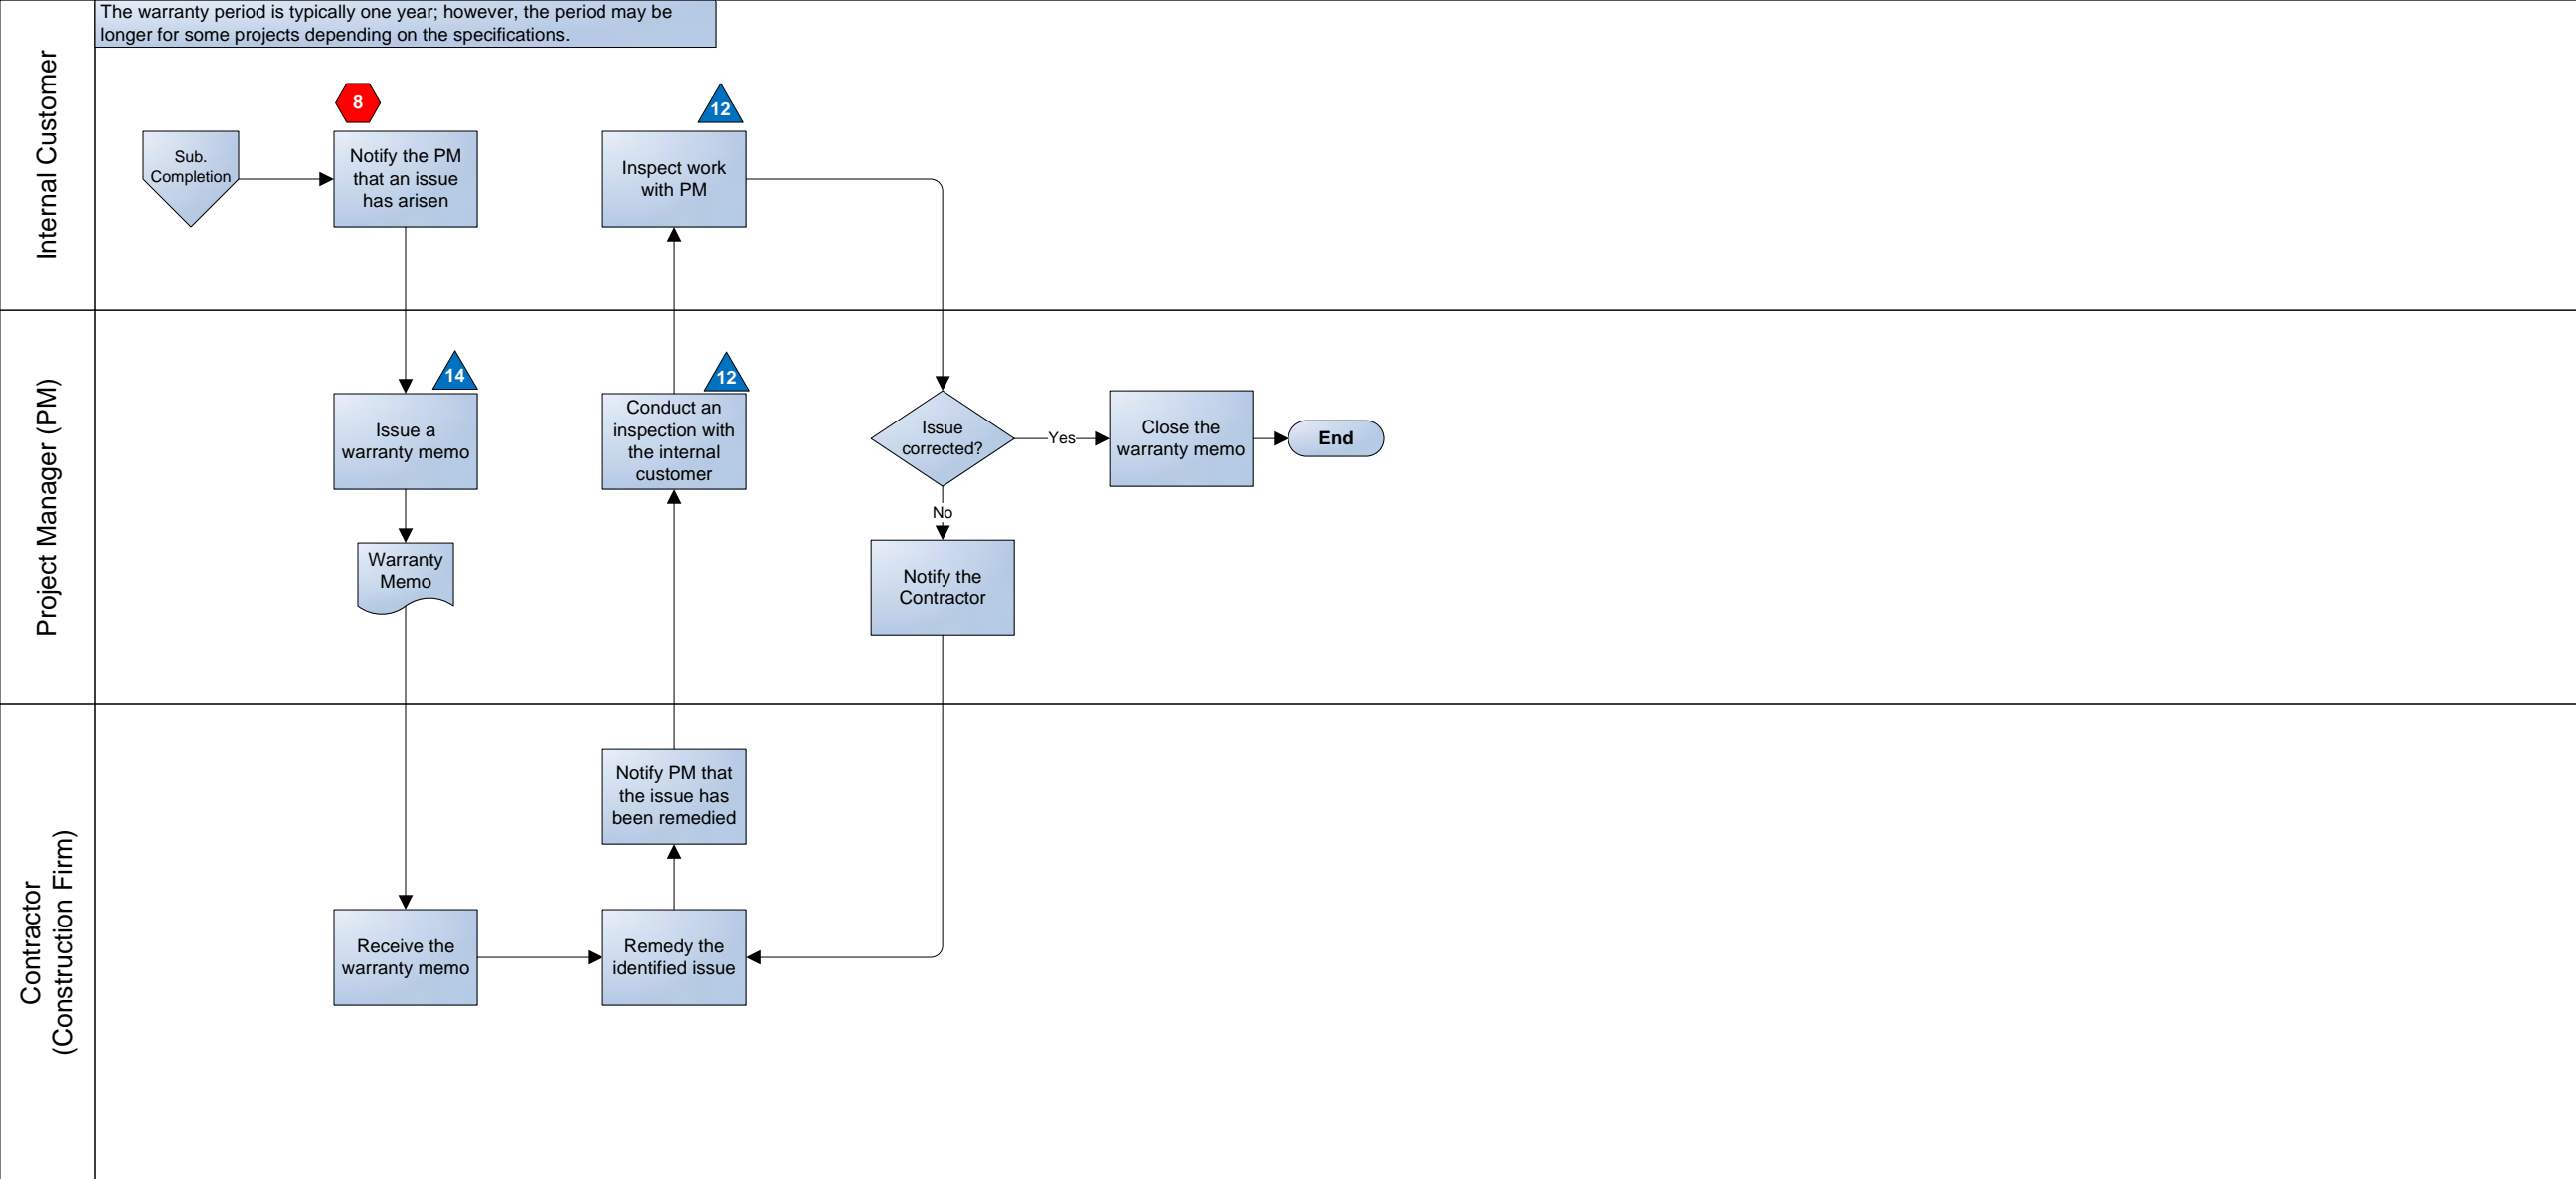 The warranty period is typically one year; however, the period may be
longer for some projects depending on the specifications.
Internal Customer
8
12
Sub.
Completion
Notify the PM
that an issue
has arisen
Inspect work
with PM
Project Manager (PM)
14
12
Issue a
warranty memo
Conduct an
inspection with
the internal
customer
Issue
corrected?
Yes
Close the
warranty memo
End
No
Warranty
Memo
Notify the
Contractor
Contractor
(Construction Firm)
Notify PM that
the issue has
been remedied
Receive the
warranty memo
Remedy the
identified issue